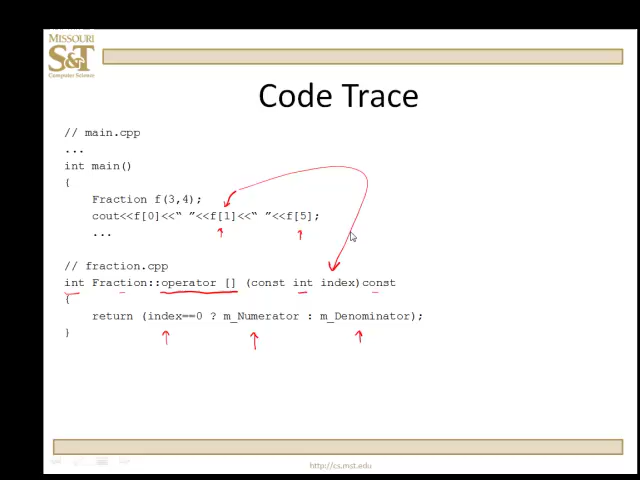 MISSOURI
S&T
Computer Science
Code Trace
// main.cpp
...
int main()
{
Fraction f(3,4);
cout<<f[0]<<“ ”<<f[1]<<“ ”<<f[5];
...
// fraction.cpp
int Fraction::operator [] (const int index)const
{
return (index==0 ? m_Numerator : m_Denominator);
}
http://cs.mst.edu